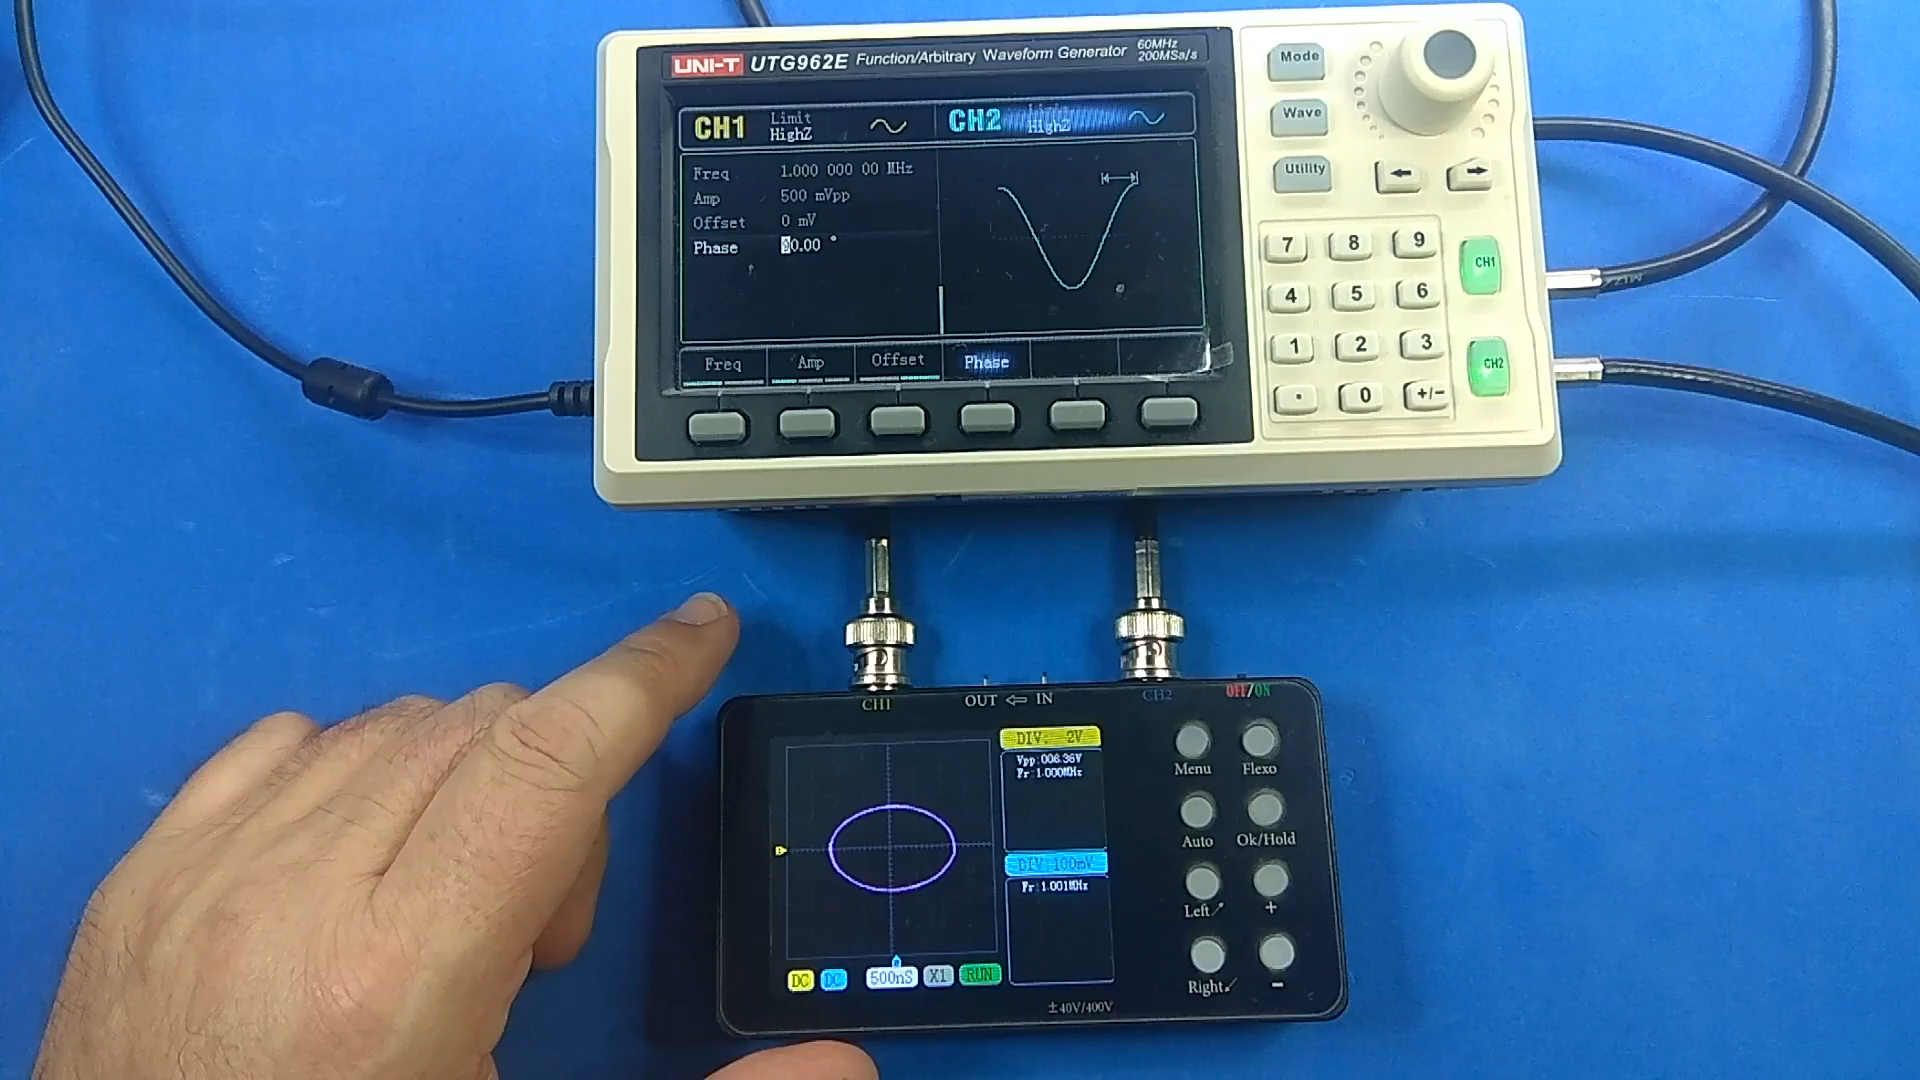 UNI-T UTG962E Function/Arbitrary Waveform Generator 60MHz 200MSa/s
CH1 Limit HighZ
CH2 Limit HighZ
Freq 1.000 000 00 MHz
Amp 500 mVpp
Offset 0 mV
Phase 90.00 °
Freq Amp Offset Phase
Mode
Wave
Utility
7 8 9
4 5 6
1 2 3
. 0 +/-
CH1
CH2
CH1 OUT ⇐ IN CH2 OFF/ON
DIV: 2V
Vpp:006.36V
Fr:1.000MHz
DIV 100mV
Fr:1.001MHz
DC DC 500nS X1 RUN
Menu Flexo
Auto Ok/Hold
Left +
Right -
±40V/400V